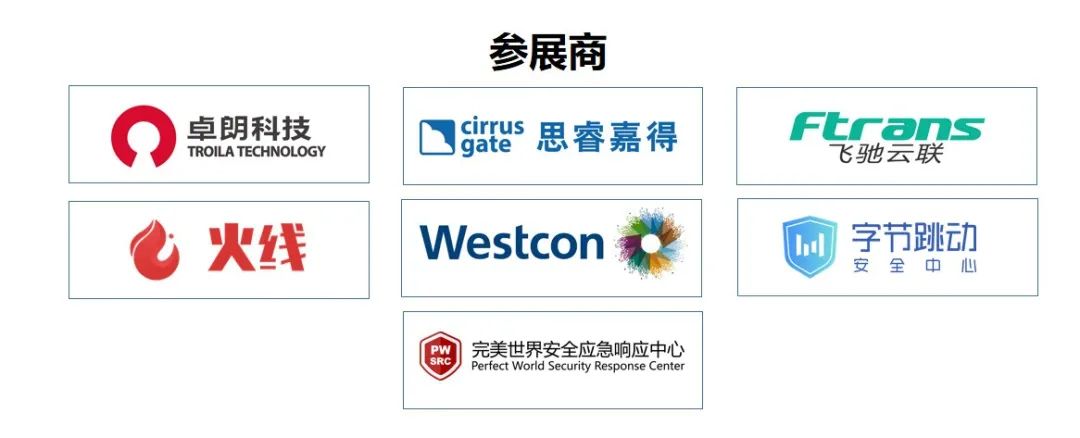 参展商
卓朗科技
TROILA TECHNOLOGY
cirrus
gate
思睿嘉得
Ftrans
飞驰云联
火线
Westcon
字节跳动
安全中心
PW
SRC
完美世界安全应急响应中心
Perfect World Security Response Center